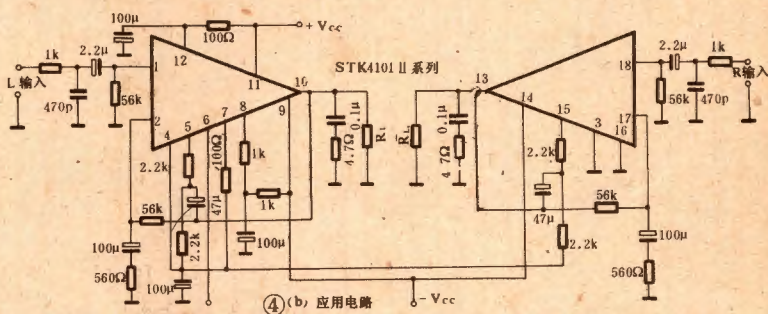 100μ
+Vcc
100Ω
12
11
2.2μ
1k
L 输入
470p
56k
1
2
4
5
6
7
8
9
10
2.2k
100Ω
1k
1k
47μ
56k
2.2k
100μ
100μ
560Ω
100μ
0.1μ
4.7Ω
STK4101Ⅱ系列
RL
0.1μ
4.7Ω
13
14
15
3
16
17
18
2.2μ
1k
R输入
56k
470p
2.2k
47μ
56k
2.2k
100μ
560Ω
-Vcc
④(b) 应用电路